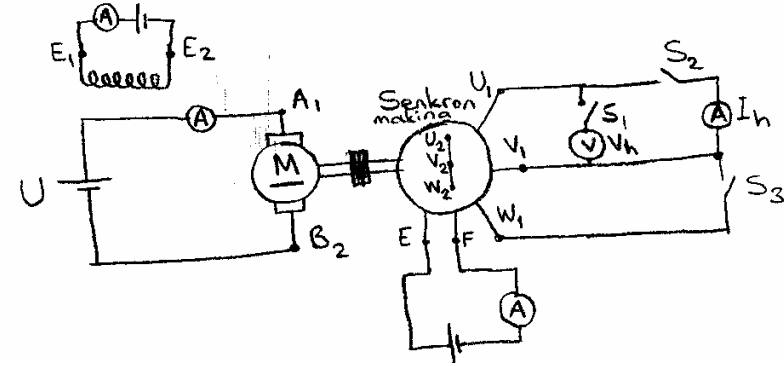 A
E₁
E₂
A
A₁
U
M
B₂
Senkron
makina
U₂
V₂
W₂
U₁
V₁
W₁
S₁
V
Vh
S₂
A
Ih
S₃
E
F
A